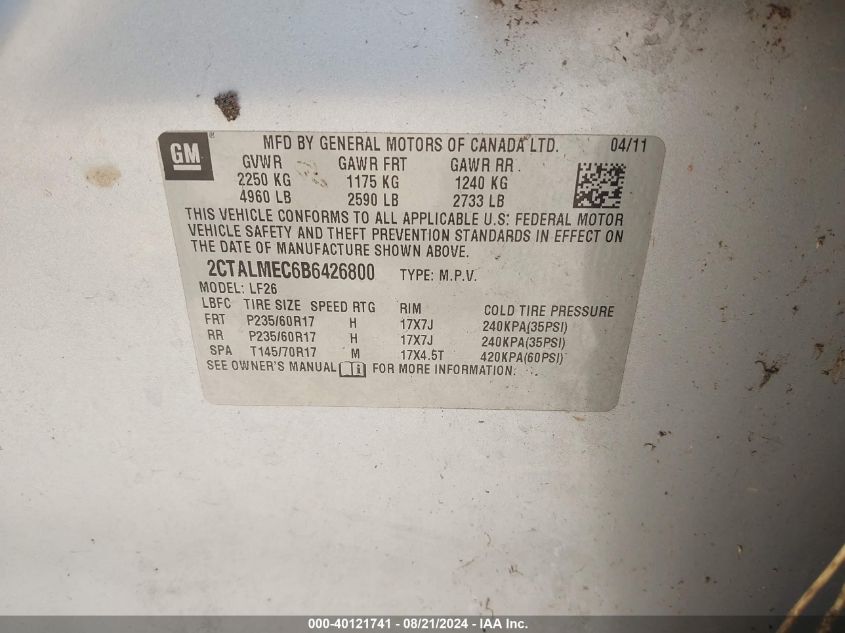 GM
MFD BY GENERAL MOTORS OF CANADA LTD. 04/11
GVWR GAWR FRT GAWR RR
2250 KG 1175 KG 1240 KG
4960 LB 2590 LB 2733 LB
THIS VEHICLE CONFORMS TO ALL APPLICABLE U.S. FEDERAL MOTOR
VEHICLE SAFETY AND THEFT PREVENTION STANDARDS IN EFFECT ON
THE DATE OF MANUFACTURE SHOWN ABOVE.
2CTALMEC6B6426800 TYPE: M.P.V.
MODEL: LF26
LBFC TIRE SIZE SPEED RTG RIM COLD TIRE PRESSURE
FRT P235/60R17 H 17X7J 240KPA(35PSI)
RR P235/60R17 H 17X7J 240KPA(35PSI)
SPA T145/70R17 M 17X4.5T 420KPA(60PSI)
SEE OWNER'S MANUAL FOR MORE INFORMATION.
000-40121741 - 08/21/2024 - IAA Inc.